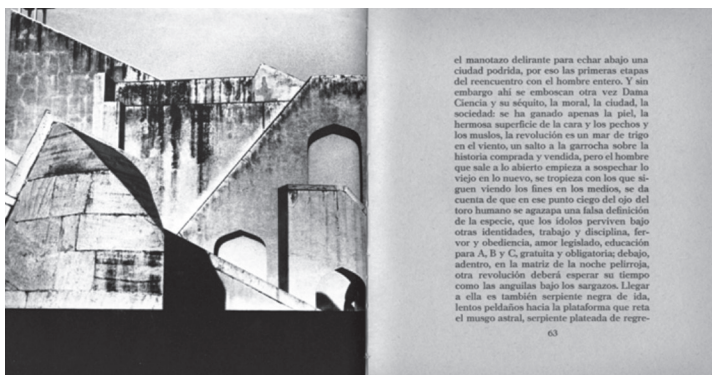 el manotazo delirante para echar abajo una
ciudad podrida, por eso las primeras etapas
del reencuentro con el hombre entero. Y sin
embargo ahí se emboscan otra vez Dama
Ciencia y su séquito, la moral, la ciudad, la
sociedad: se ha ganado apenas la piel, la
hermosa superficie de la cara y los pechos y
los muslos, la revolución es un mar de trigo
en el viento, un salto a la garrocha sobre la
historia comprada y vendida, pero el hombre
que sale a lo abierto empieza a sospechar lo
viejo en lo nuevo, se tropieza con los que si-
guen viendo los fines en los medios, se da
cuenta de que en ese punto ciego del ojo del
toro humano se agazapa una falsa definición
de la especie, que los ídolos perviven bajo
otras identidades, trabajo y disciplina, fer-
vor y obediencia, amor legislado, educación
para A, B y C, gratuita y obligatoria; debajo,
adentro, en la matriz de la noche pelirroja,
otra revolución deberá esperar su tiempo
como las anguilas bajo los sargazos. Llegar
a ella es también serpiente negra de ida,
lentos peldaños hacia la plataforma que reta
el musgo astral, serpiente plateada de regre-
63